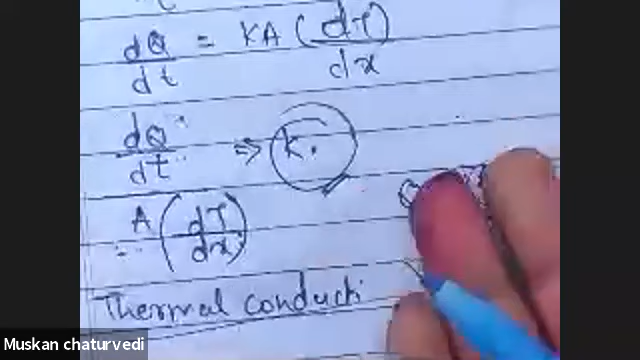 dQ/dt = KA (dT/dx)
dQ/dt ⇒ K.
A (dT/dx)
Thermal conducti
Muskan chaturvedi